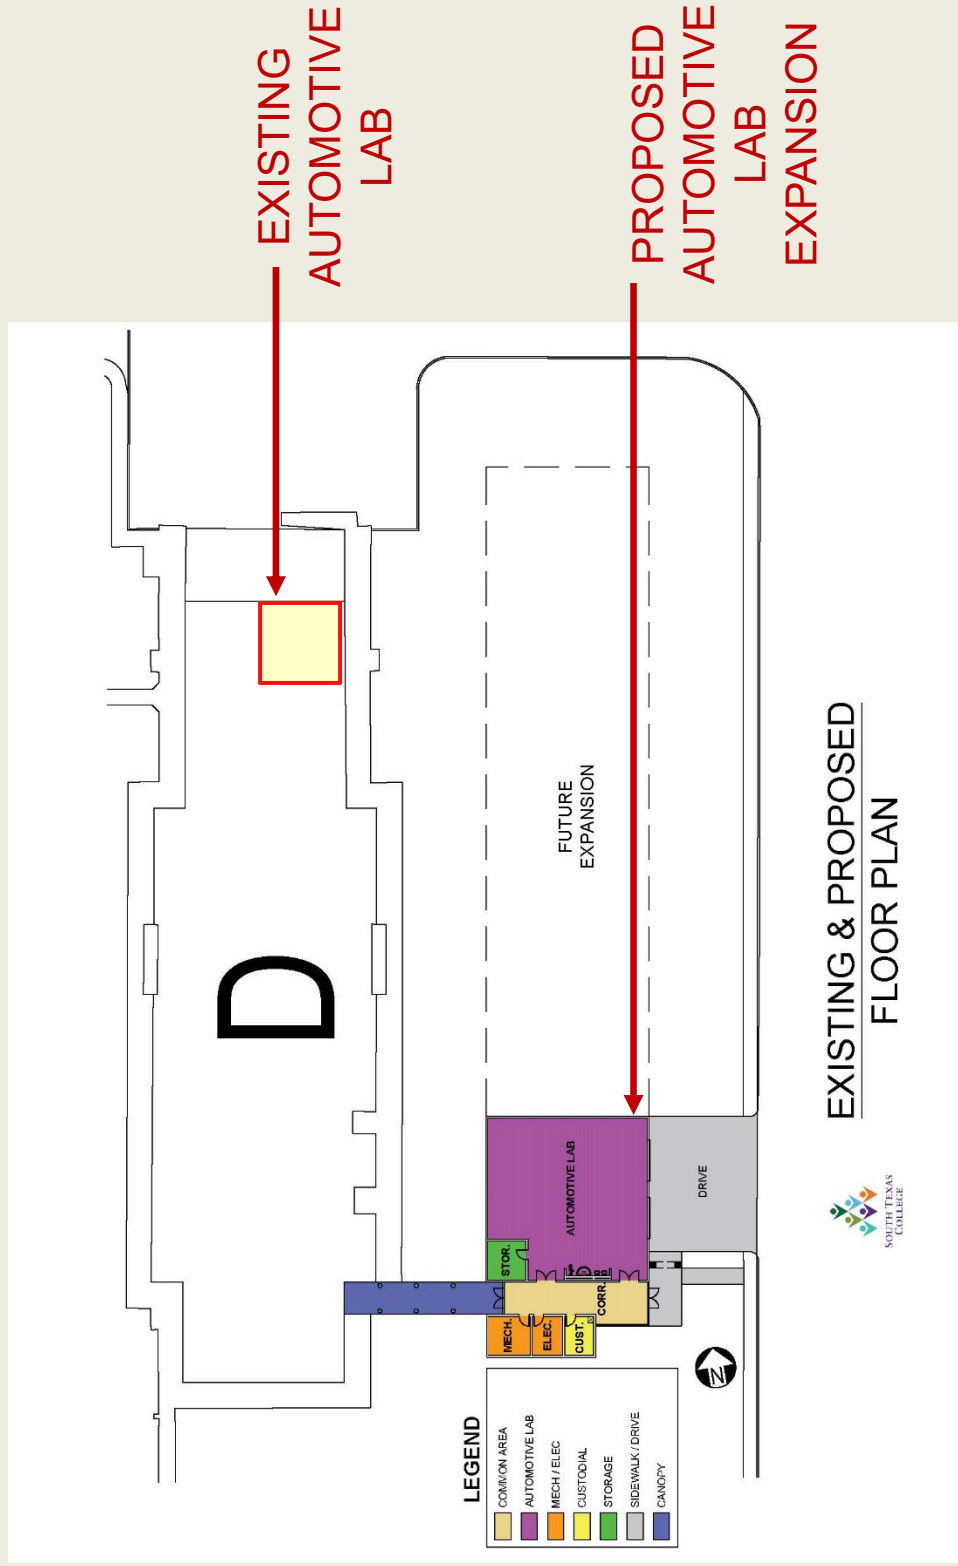 EXISTING
AUTOMOTIVE
LAB
PROPOSED
AUTOMOTIVE
LAB
EXPANSION
D
FUTURE
EXPANSION
AUTOMOTIVE LAB
DRIVE
STOR.
CORR.
MECH.
ELEC.
CUST.
N
LEGEND
COMMON AREA
AUTOMOTIVE LAB
MECH / ELEC
CUSTODIAL
STORAGE
SIDEWALK / DRIVE
CANOPY
EXISTING & PROPOSED
FLOOR PLAN
SOUTH TEXAS
COLLEGE